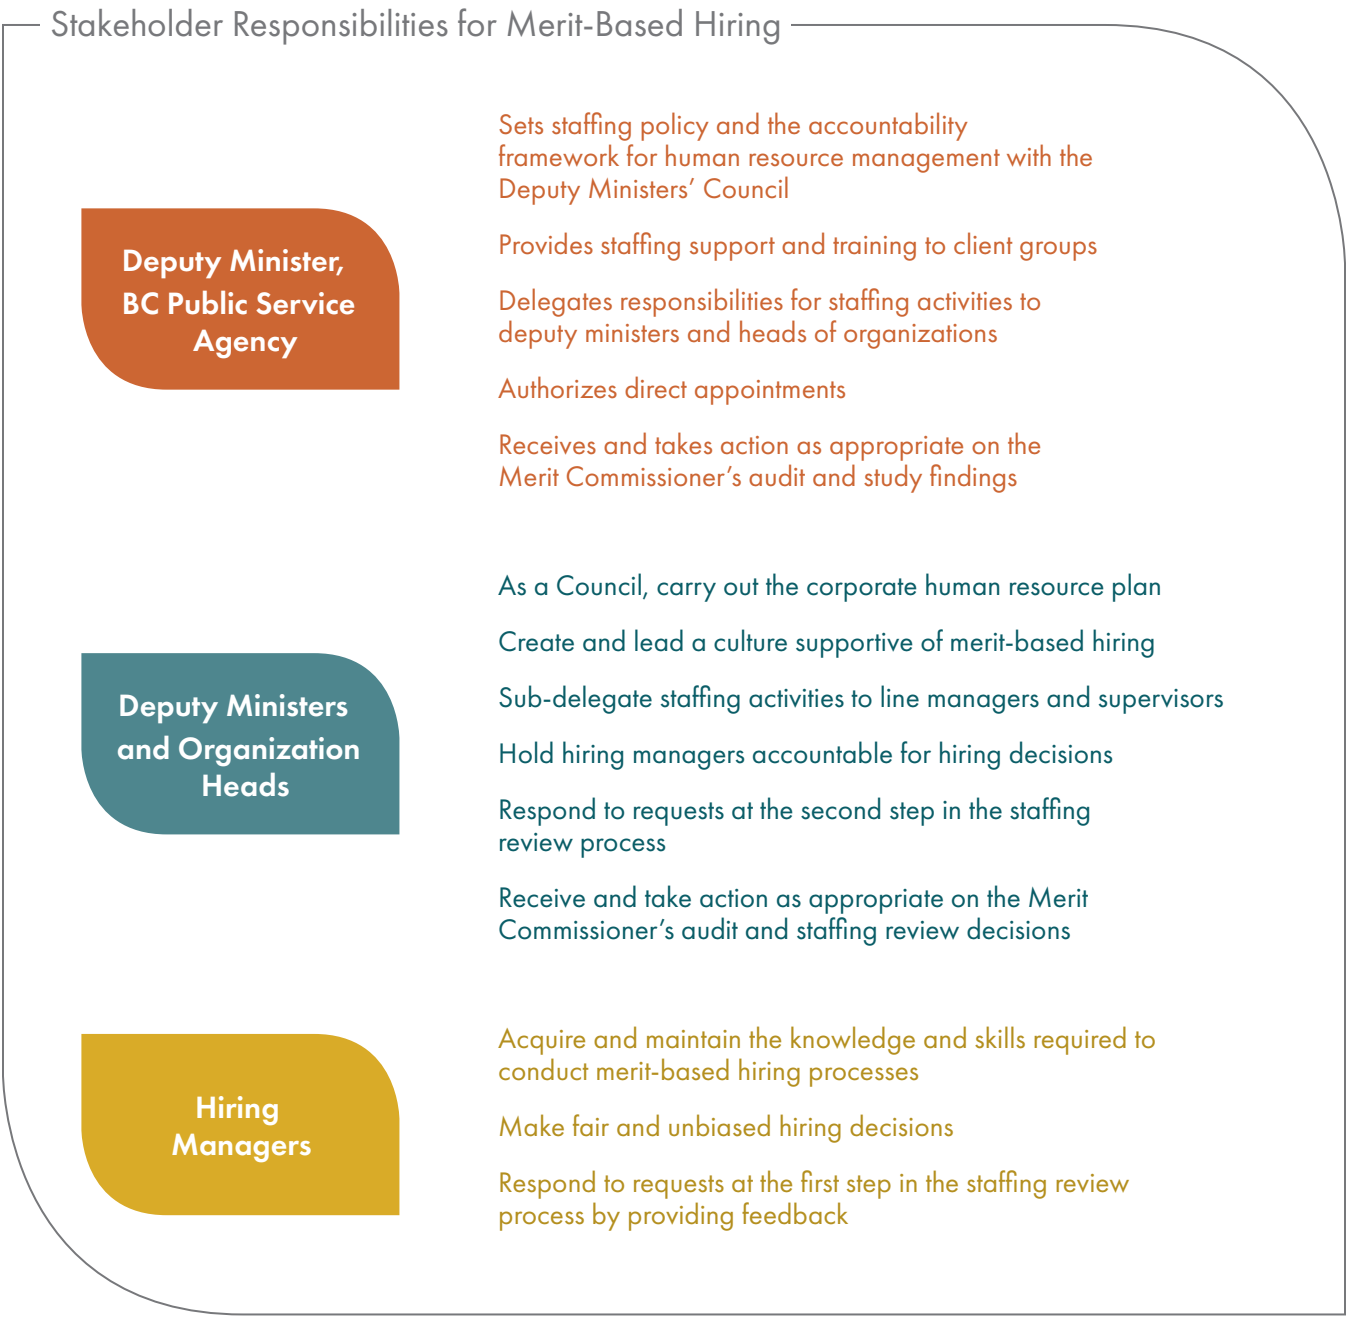 Stakeholder Responsibilities for Merit-Based Hiring
Deputy Minister,
BC Public Service
Agency
Sets staffing policy and the accountability
framework for human resource management with the
Deputy Ministers’ Council
Provides staffing support and training to client groups
Delegates responsibilities for staffing activities to
deputy ministers and heads of organizations
Authorizes direct appointments
Receives and takes action as appropriate on the
Merit Commissioner’s audit and study findings
Deputy Ministers
and Organization
Heads
As a Council, carry out the corporate human resource plan
Create and lead a culture supportive of merit-based hiring
Sub-delegate staffing activities to line managers and supervisors
Hold hiring managers accountable for hiring decisions
Respond to requests at the second step in the staffing
review process
Receive and take action as appropriate on the Merit
Commissioner’s audit and staffing review decisions
Hiring
Managers
Acquire and maintain the knowledge and skills required to
conduct merit-based hiring processes
Make fair and unbiased hiring decisions
Respond to requests at the first step in the staffing review
process by providing feedback